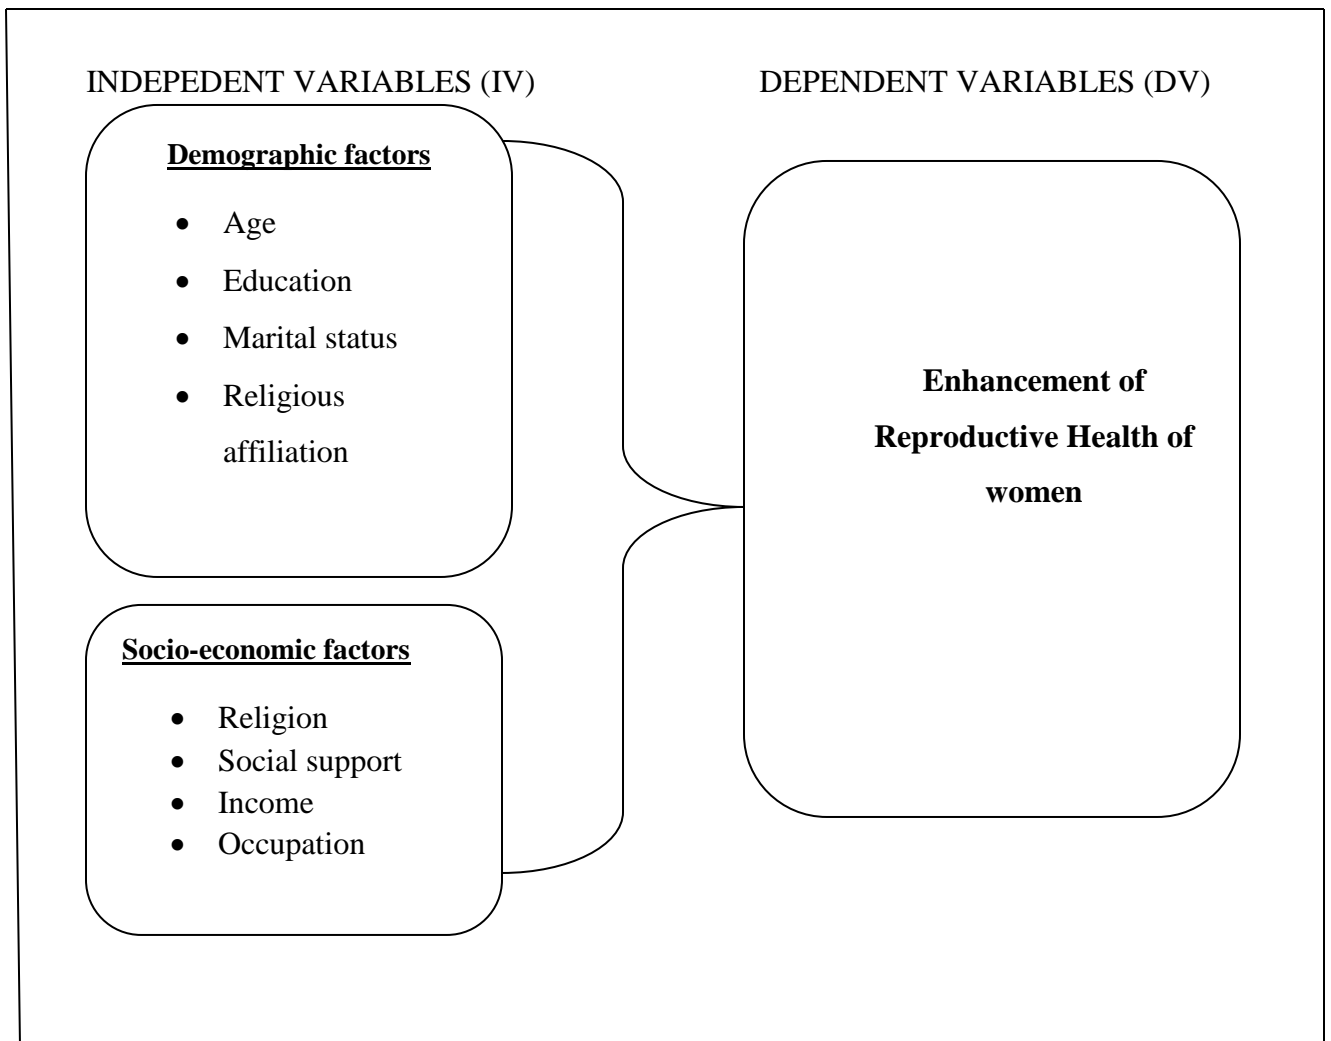 INDEPEDENT VARIABLES (IV)
DEPENDENT VARIABLES (DV)
Demographic factors
• Age
• Education
• Marital status
• Religious
affiliation
Socio-economic factors
• Religion
• Social support
• Income
• Occupation
Enhancement of
Reproductive Health of
women